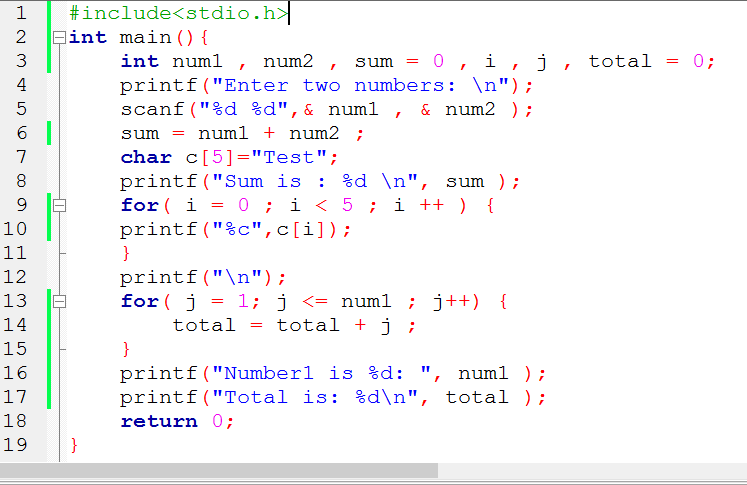 1 #include<stdio.h>
2 int main(){
3 int num1 , num2 , sum = 0 , i , j , total = 0;
4 printf("Enter two numbers: \n");
5 scanf("%d %d",& num1 , & num2 );
6 sum = num1 + num2 ;
7 char c[5]="Test";
8 printf("Sum is : %d \n", sum );
9 for( i = 0 ; i < 5 ; i ++ ) {
10 printf("%c",c[i]);
11 }
12 printf("\n");
13 for( j = 1; j <= num1 ; j++) {
14 total = total + j ;
15 }
16 printf("Number1 is %d: ", num1 );
17 printf("Total is: %d\n", total );
18 return 0;
19 }